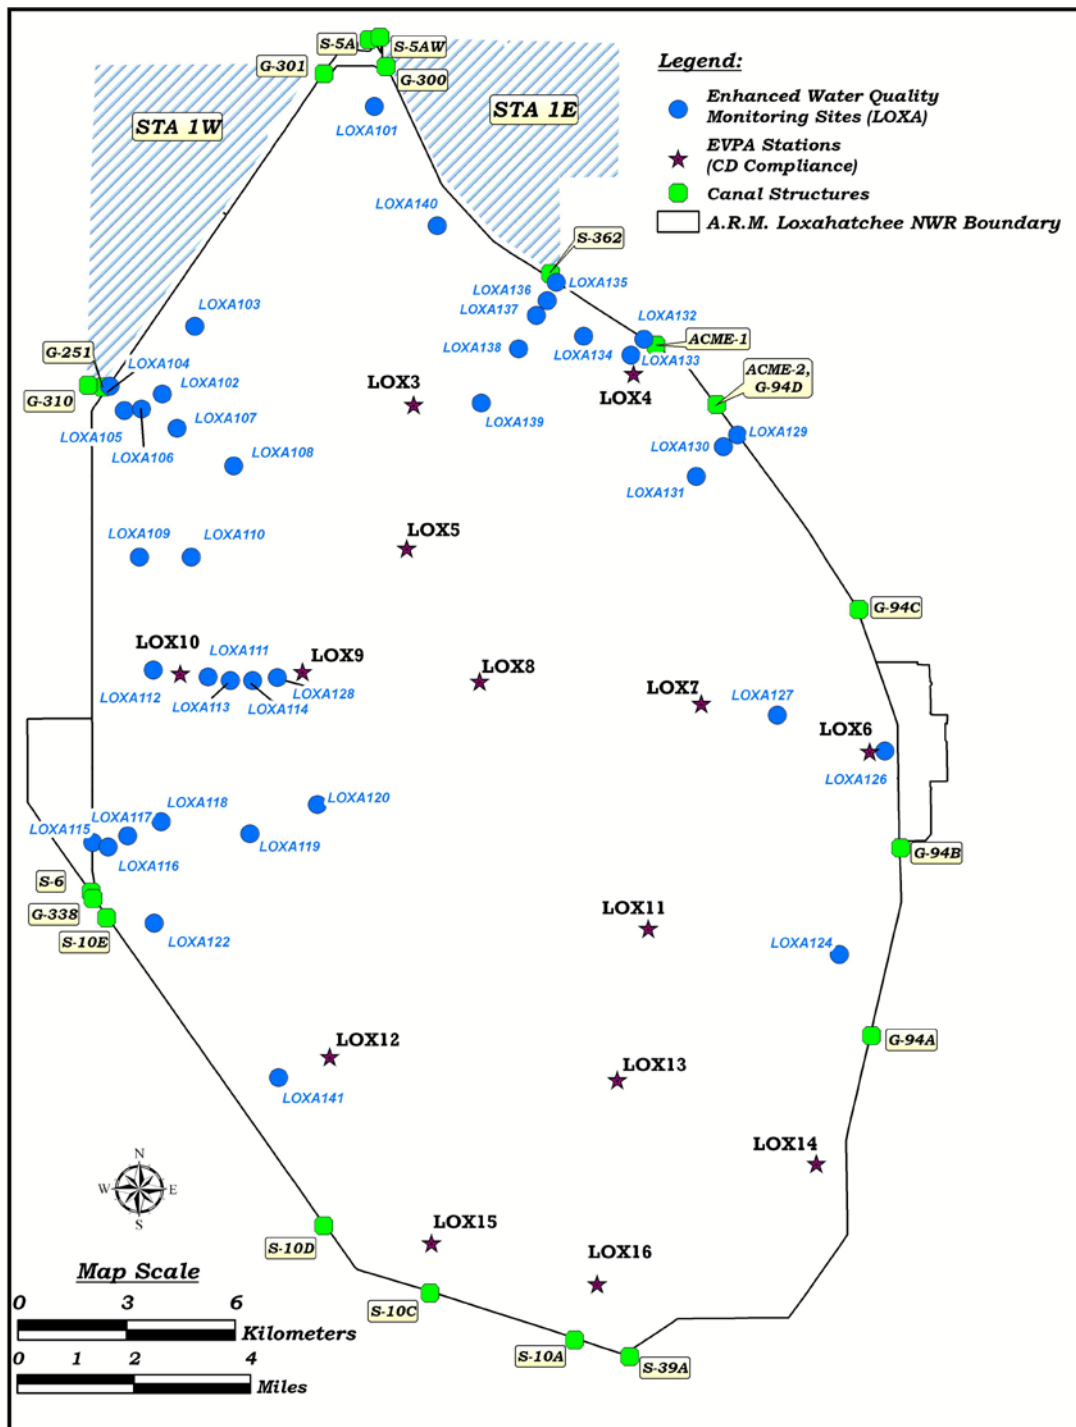 S-5A
S-5AW
G-301
G-300
Legend:
Enhanced Water Quality
Monitoring Sites (LOXA)
EVPA Stations
(CD Compliance)
Canal Structures
A.R.M. Loxahatchee NWR Boundary
STA 1W
STA 1E
LOXA101
LOXA140
S-362
LOXA136
LOXA135
LOXA137
LOXA103
LOXA132
ACME-1
G-251
LOXA104
LOXA138
LOXA134
LOXA133
G-310
LOXA102
LOX3
LOX4
ACME-2,
G-94D
LOXA105
LOXA107
LOXA139
LOXA106
LOXA108
LOXA130
LOXA129
LOXA131
LOXA109
LOXA110
LOX5
G-94C
LOX10
LOXA111
LOX9
LOX8
LOX7
LOXA112
LOXA113
LOXA114
LOXA128
LOXA127
LOX6
LOXA126
LOXA115
LOXA117
LOXA118
LOXA120
LOXA116
LOXA119
G-94B
S-6
G-338
S-10E
LOXA122
LOX11
LOXA124
G-94A
LOX12
LOX13
LOXA141
LOX14
N
W
E
S
S-10D
LOX15
LOX16
Map Scale
0 3 6
Kilometers
0 1 2 4
Miles
S-10C
S-10A
S-39A